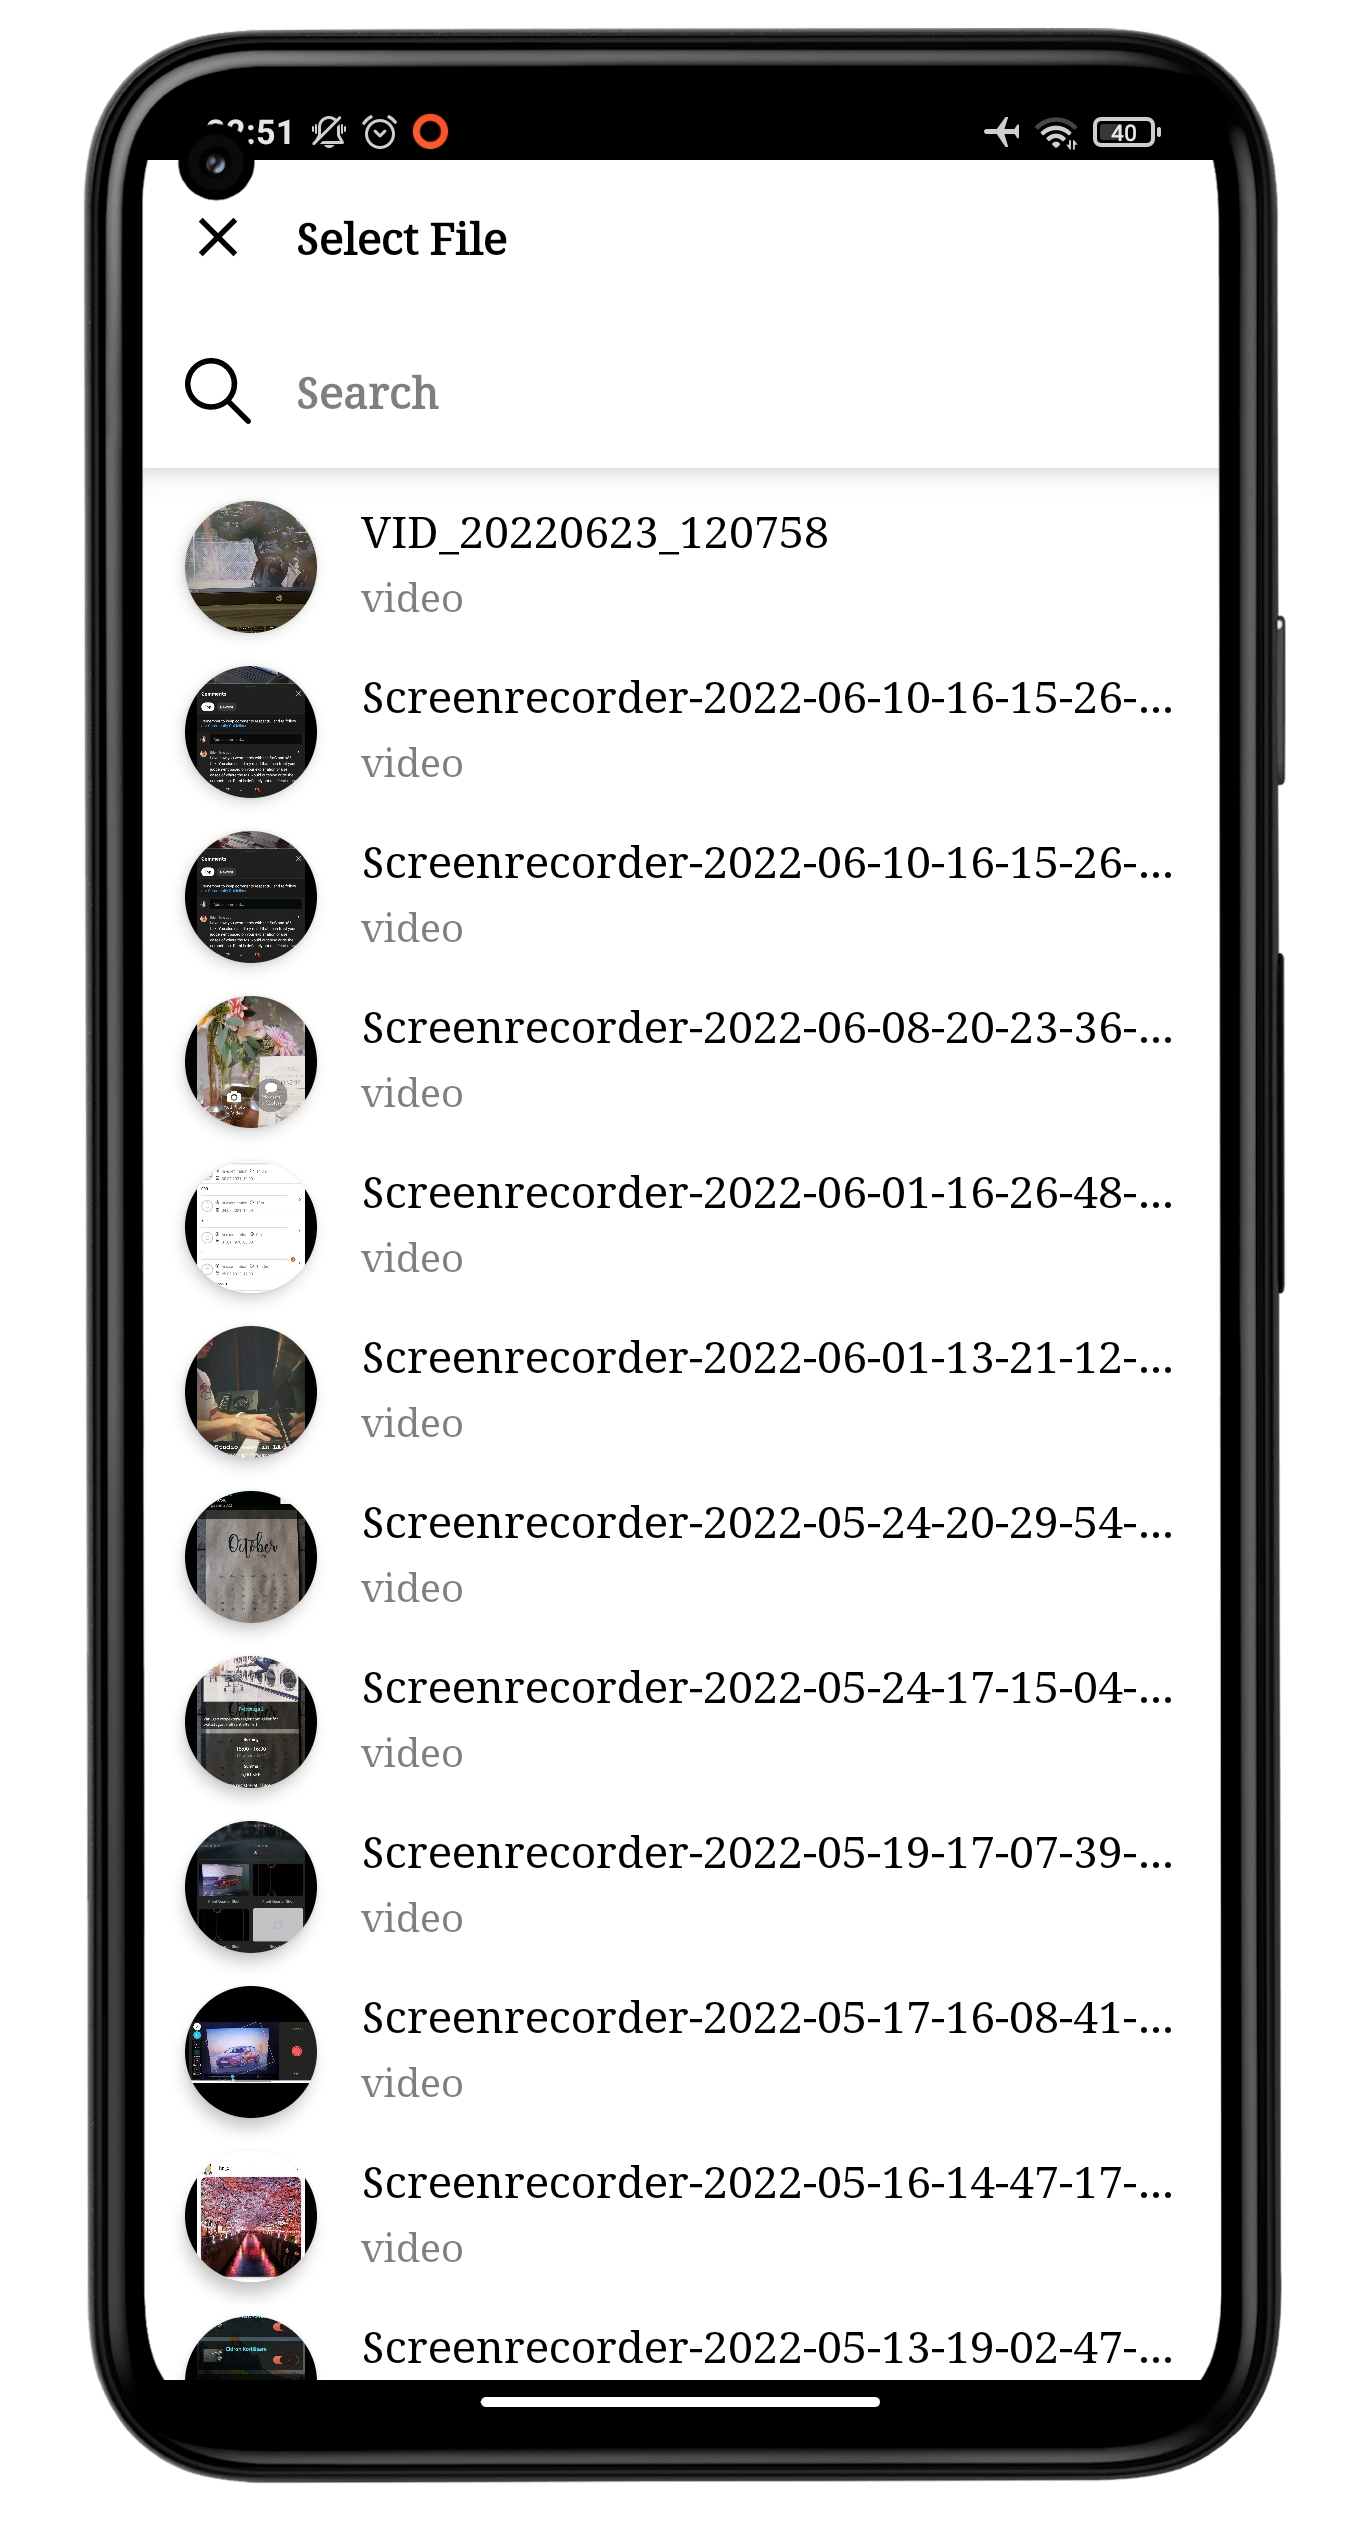 :51
40
Select File
Search
VID_20220623_120758
video
Screenrecorder-2022-06-10-16-15-26-...
video
Comments
Screenrecorder-2022-06-10-16-15-26-...
video
Comments
Screenrecorder-2022-06-08-20-23-36-...
video
Screenrecorder-2022-06-01-16-26-48-...
video
Screenrecorder-2022-06-01-13-21-12-...
video
Screenrecorder-2022-05-24-20-29-54-...
video
October
Screenrecorder-2022-05-24-17-15-04-...
video
Screenrecorder-2022-05-19-17-07-39-...
video
Screenrecorder-2022-05-17-16-08-41-...
video
Screenrecorder-2022-05-16-14-47-17-...
video
Screenrecorder-2022-05-13-19-02-47-...